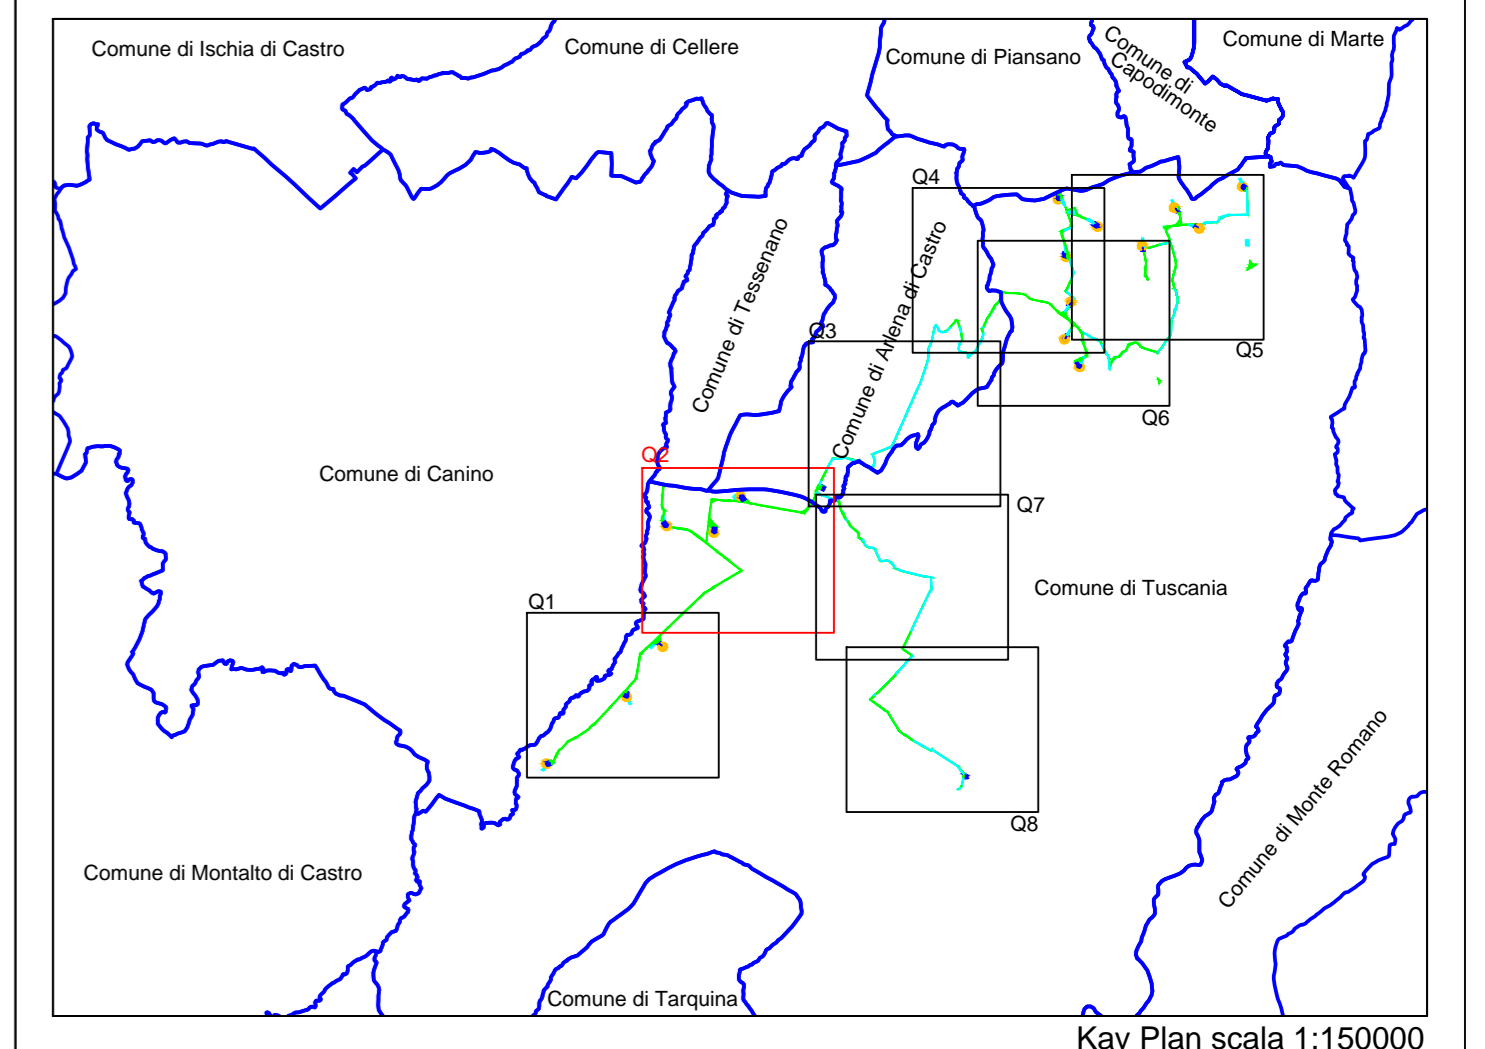 Comune di Ischia di Castro
Comune di Cellere
Comune di Piansano
Comune di
Capodimonte
Comune di Marte
Q4
Comune di Tessenano
Comune di Arlena di Castro
Q3
Q5
Q6
Comune di Canino
Q2
Q7
Comune di Tuscania
Q1
Q8
Comune di Monte Romano
Comune di Montalto di Castro
Comune di Tarquina
Kay Plan scala 1:150000